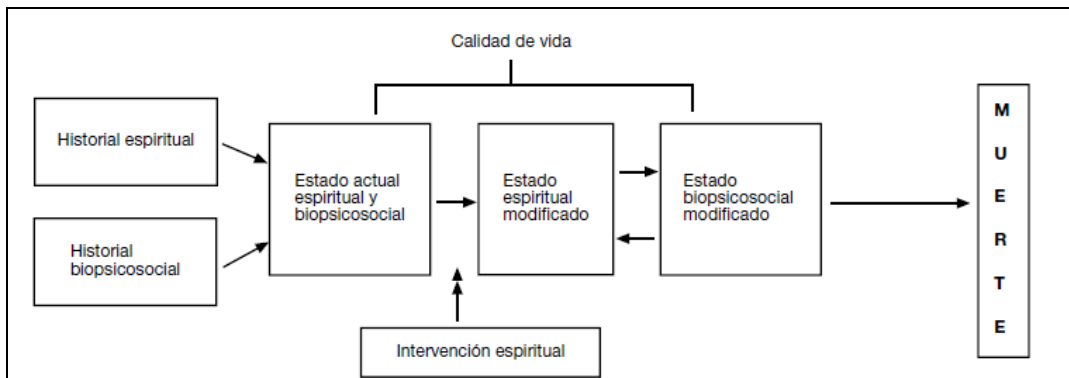 Calidad de vida
Historial espiritual
Historial
biopsicosocial
Estado actual
espiritual y
biopsicosocial
Estado
espiritual
modificado
Estado
biopsicosocial
modificado
Intervención espiritual
M
U
E
R
T
E